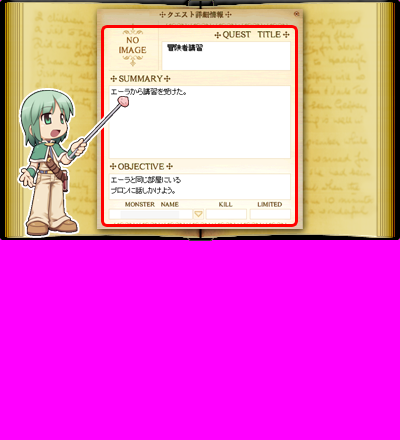 クエスト詳細情報
NO
IMAGE
QUEST TITLE
冒険者講習
SUMMARY
エーラから講習を受けた。
OBJECTIVE
エーラと同じ部屋にいる
ブロンに話しかけよう。
MONSTER NAME KILL LIMITED